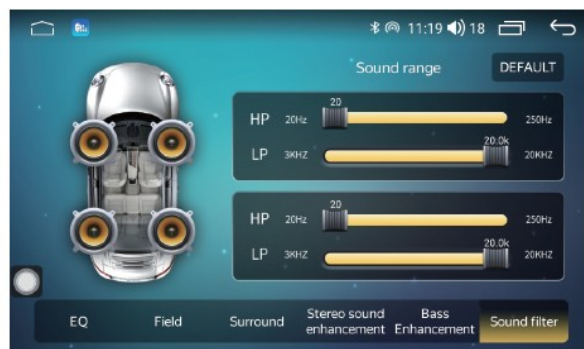 11:19 18
Sound range DEFAULT
20
HP 20Hz 250Hz
20.0k
LP 3KHZ 20KHZ
20
HP 20Hz 250Hz
20.0k
LP 3KHZ 20KHZ
EQ Field Surround Stereo sound enhancement Bass Enhancement Sound filter